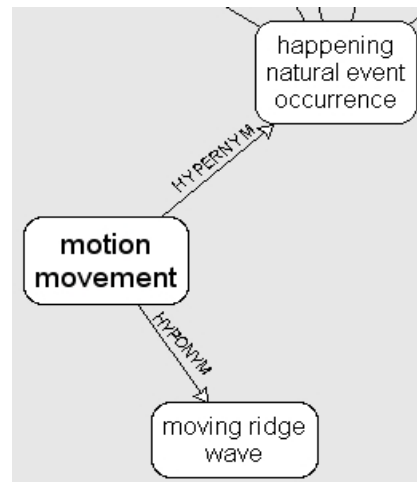 happening
natural event
occurrence
HYPERNYM
motion
movement
HYPONYM
moving ridge
wave